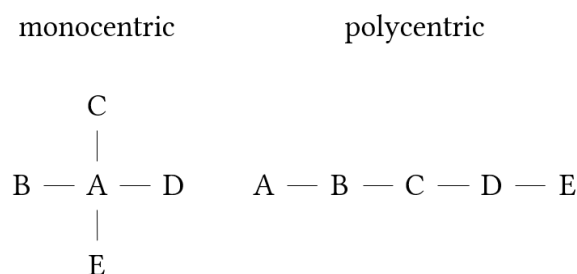 monocentric polycentric
C
B — A — D A — B — C — D — E
E